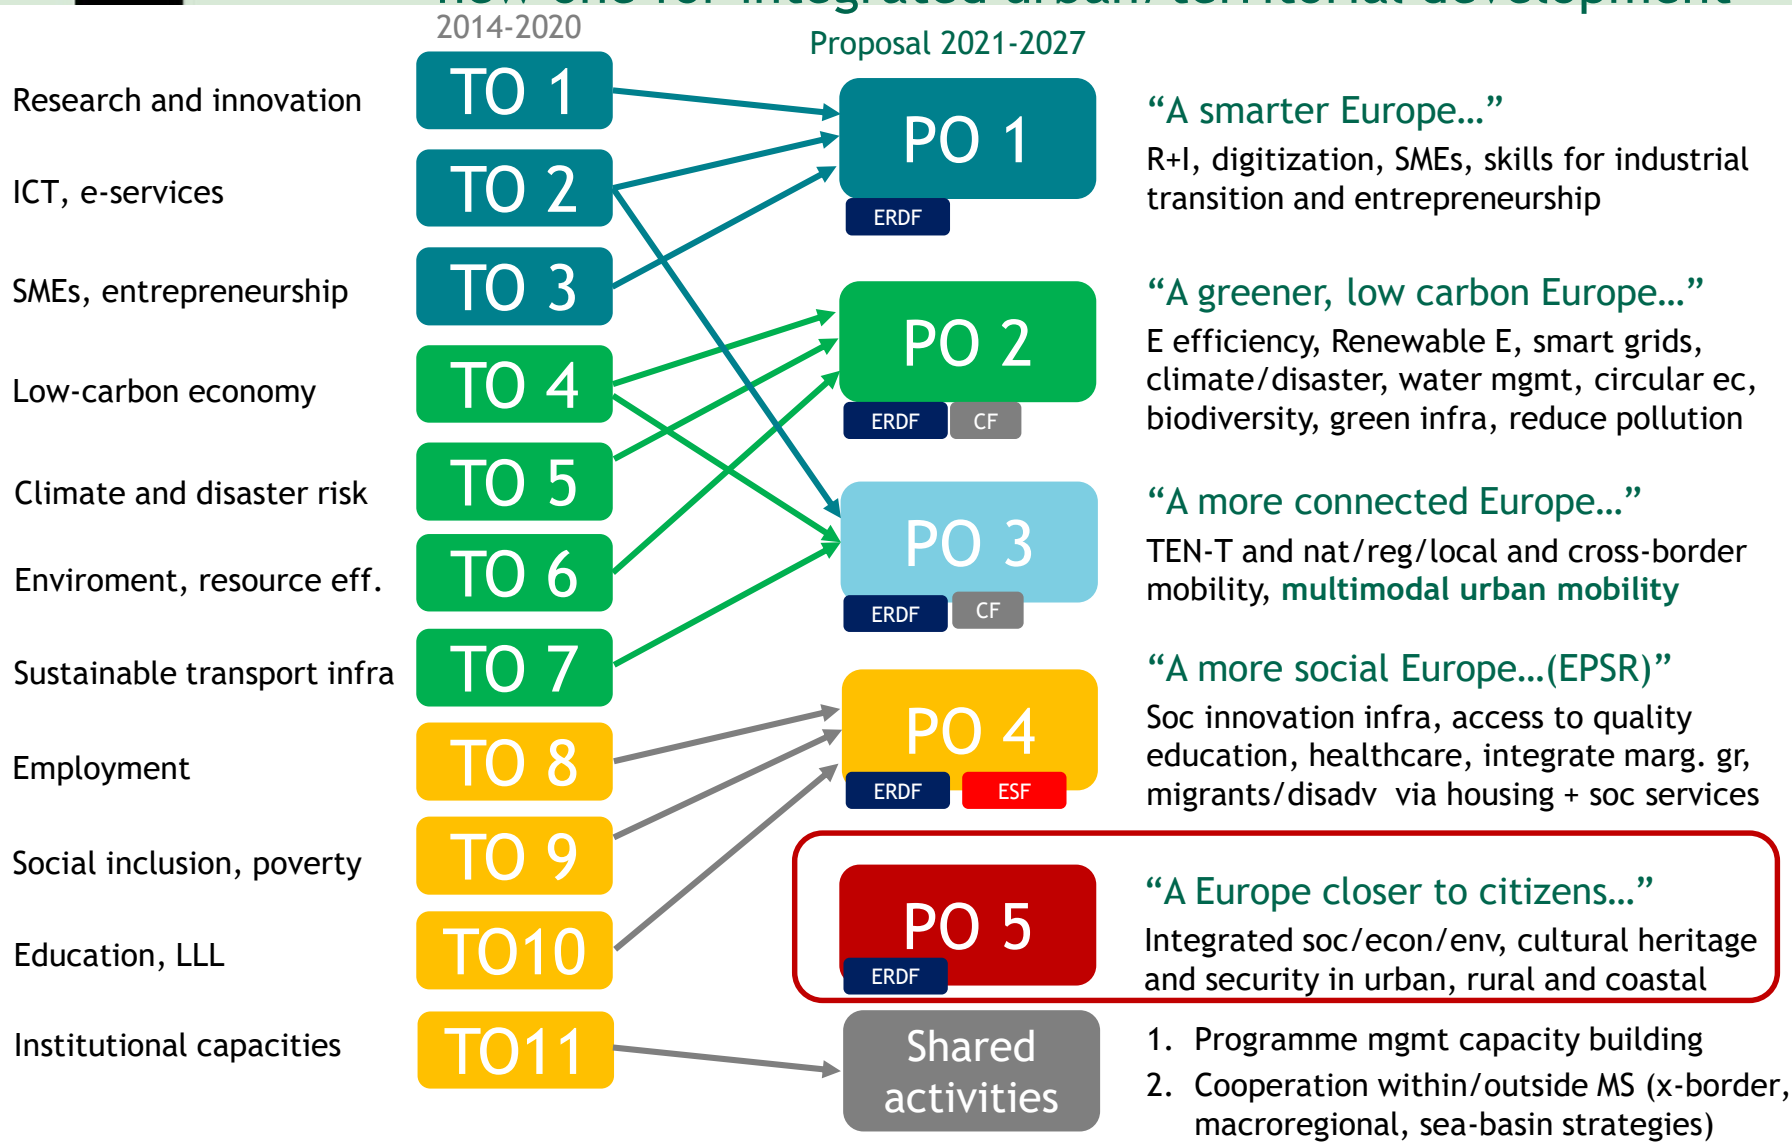 new one for integrated urban/territorial development
2014-2020
Proposal 2021-2027
Research and innovation
TO 1
ICT, e-services
TO 2
SMEs, entrepreneurship
TO 3
Low-carbon economy
TO 4
Climate and disaster risk
TO 5
Enviroment, resource eff.
TO 6
Sustainable transport infra
TO 7
Employment
TO 8
Social inclusion, poverty
TO 9
Education, LLL
TO10
Institutional capacities
TO11
PO 1
ERDF
“A smarter Europe…”
R+I, digitization, SMEs, skills for industrial
transition and entrepreneurship
PO 2
ERDF
CF
“A greener, low carbon Europe…”
E efficiency, Renewable E, smart grids,
climate/disaster, water mgmt, circular ec,
biodiversity, green infra, reduce pollution
PO 3
ERDF
CF
“A more connected Europe…”
TEN-T and nat/reg/local and cross-border
mobility, multimodal urban mobility
PO 4
ERDF
ESF
“A more social Europe…(EPSR)”
Soc innovation infra, access to quality
education, healthcare, integrate marg. gr,
migrants/disadv via housing + soc services
PO 5
ERDF
“A Europe closer to citizens…”
Integrated soc/econ/env, cultural heritage
and security in urban, rural and coastal
Shared
activities
1. Programme mgmt capacity building
2. Cooperation within/outside MS (x-border,
macroregional, sea-basin strategies)